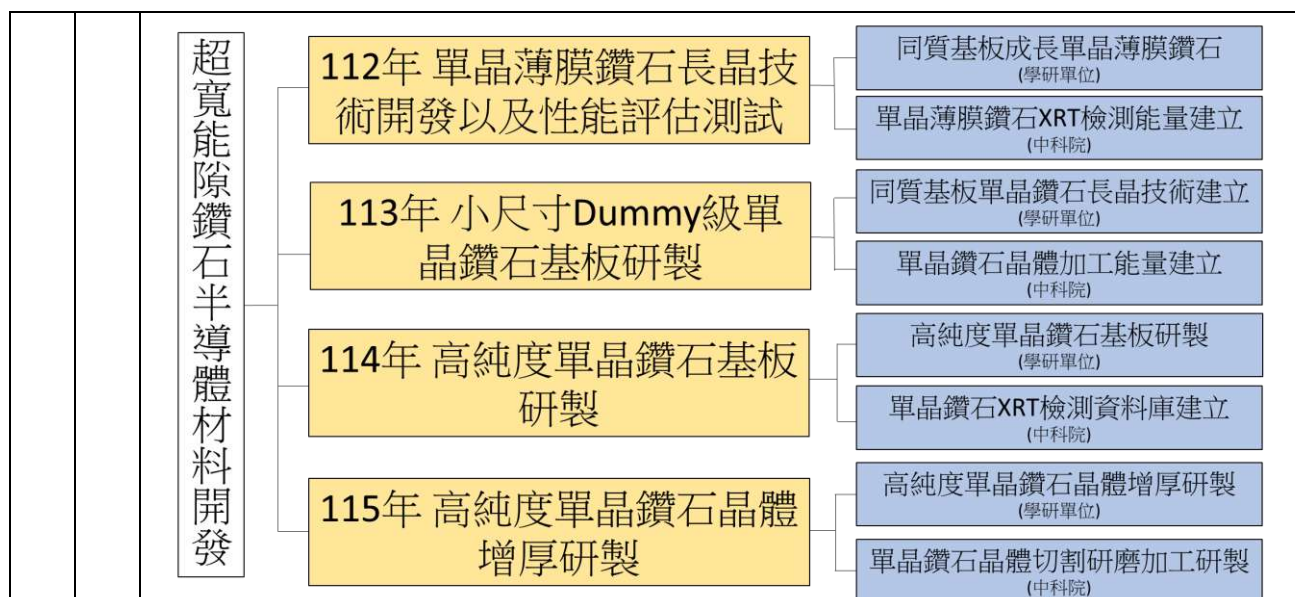 超寬能隙鑽石半導體材料開發
112年 單晶薄膜鑽石長晶技
術開發以及性能評估測試
同質基板成長單晶薄膜鑽石
(學研單位)
單晶薄膜鑽石XRT檢測能量建立
(中科院)
113年 小尺寸Dummy級單
晶鑽石基板研製
同質基板單晶鑽石長晶技術建立
(學研單位)
單晶鑽石晶體加工能量建立
(中科院)
114年 高純度單晶鑽石基板
研製
高純度單晶鑽石基板研製
(學研單位)
單晶鑽石XRT檢測資料庫建立
(中科院)
115年 高純度單晶鑽石晶體
增厚研製
高純度單晶鑽石晶體增厚研製
(學研單位)
單晶鑽石晶體切割研磨加工研製
(中科院)